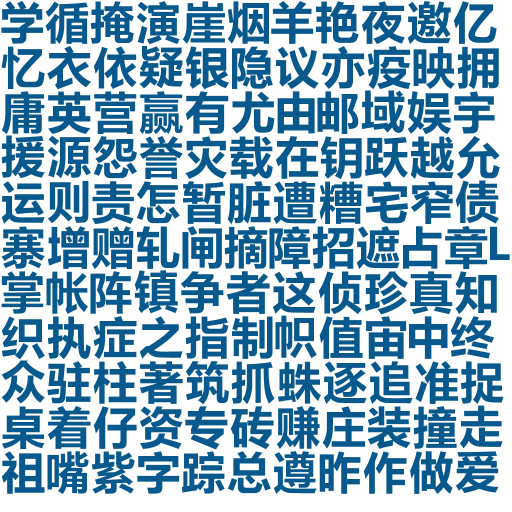 学循掩演崖烟羊艳夜邀亿
忆衣依疑银隐议亦疫映拥
庸英营赢有尤由邮域娱宇
援源怨誉灾载在钥跃越允
运则责怎暂脏遭糟宅窄债
寨增赠轧闸摘障招遮占章L
掌帐阵镇争者这侦珍真知
织执症之指制帜值宙中终
众驻柱著筑抓蛛逐追准捉
桌着仔资专砖赚庄装撞走
祖嘴紫字踪总遵昨作做爱